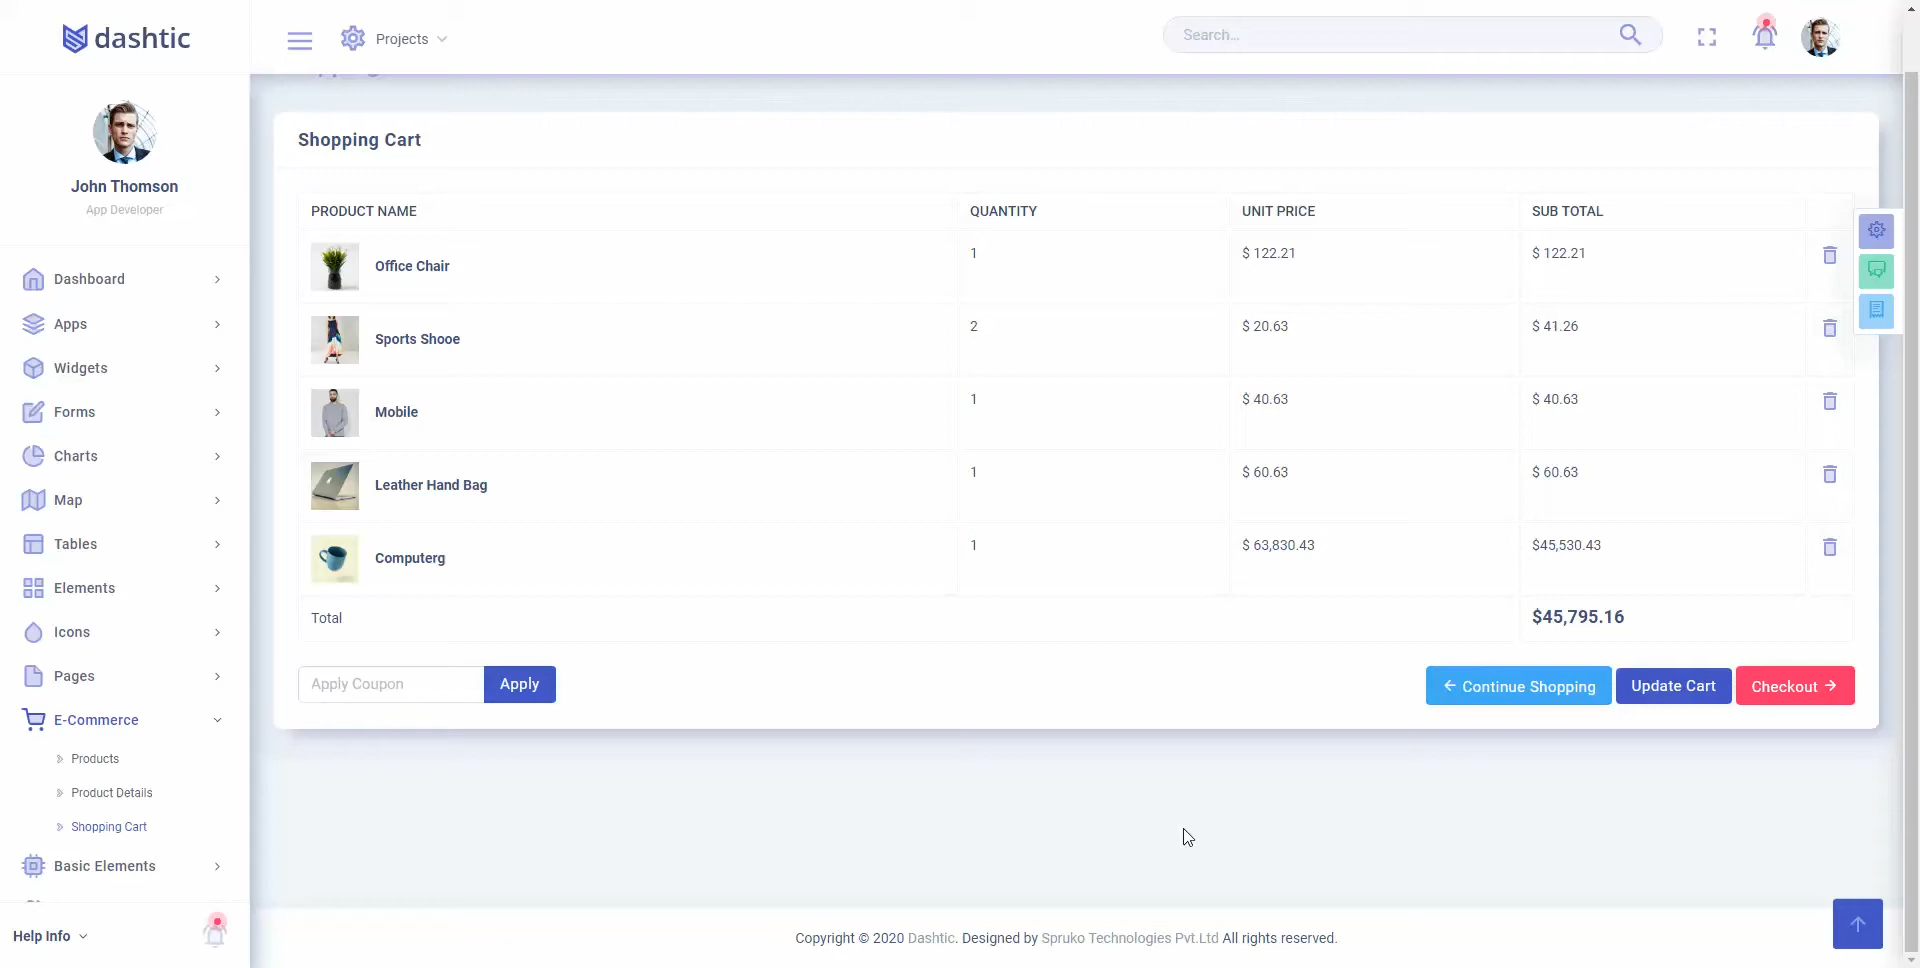 dashtic
Projects
Search...
John Thomson
App Developer
Dashboard
Apps
Widgets
Forms
Charts
Map
Tables
Elements
Icons
Pages
E-Commerce
Products
Product Details
Shopping Cart
Basic Elements
Help Info
Shopping Cart
PRODUCT NAME QUANTITY UNIT PRICE SUB TOTAL
Office Chair 1 $ 122.21 $ 122.21
Sports Shooe 2 $ 20.63 $ 41.26
Mobile 1 $ 40.63 $ 40.63
Leather Hand Bag 1 $ 60.63 $ 60.63
Computerg 1 $ 63,830.43 $45,530.43
Total $45,795.16
Apply Coupon Apply Continue Shopping Update Cart Checkout
Copyright © 2020 Dashtic. Designed by Spruko Technologies Pvt.Ltd All rights reserved.